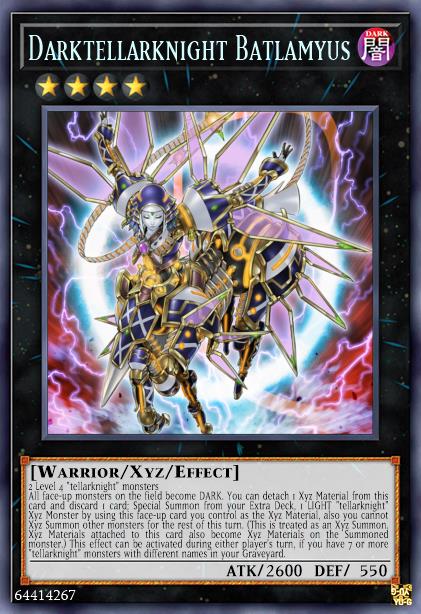 DARKTELLARKNIGHT BATLAMYUS
DARK
闇
[WARRIOR/XYZ/EFFECT]
2 Level 4 "tellarknight" monsters
All face-up monsters on the field become DARK. You can detach 1 Xyz Material from this
card and discard 1 card; Special Summon from your Extra Deck, 1 LIGHT "tellarknight"
Xyz Monster by using this face-up card you control as the Xyz Material, also you cannot
Xyz Summon other monsters for the rest of this turn. (This is treated as an Xyz Summon.
Xyz Materials attached to this card also become Xyz Materials on the Summoned
monster.) This effect can be activated during either player's turn, if you have 7 or more
"tellarknight" monsters with different names in your Graveyard.
ATK/2600 DEF/ 550
64414267